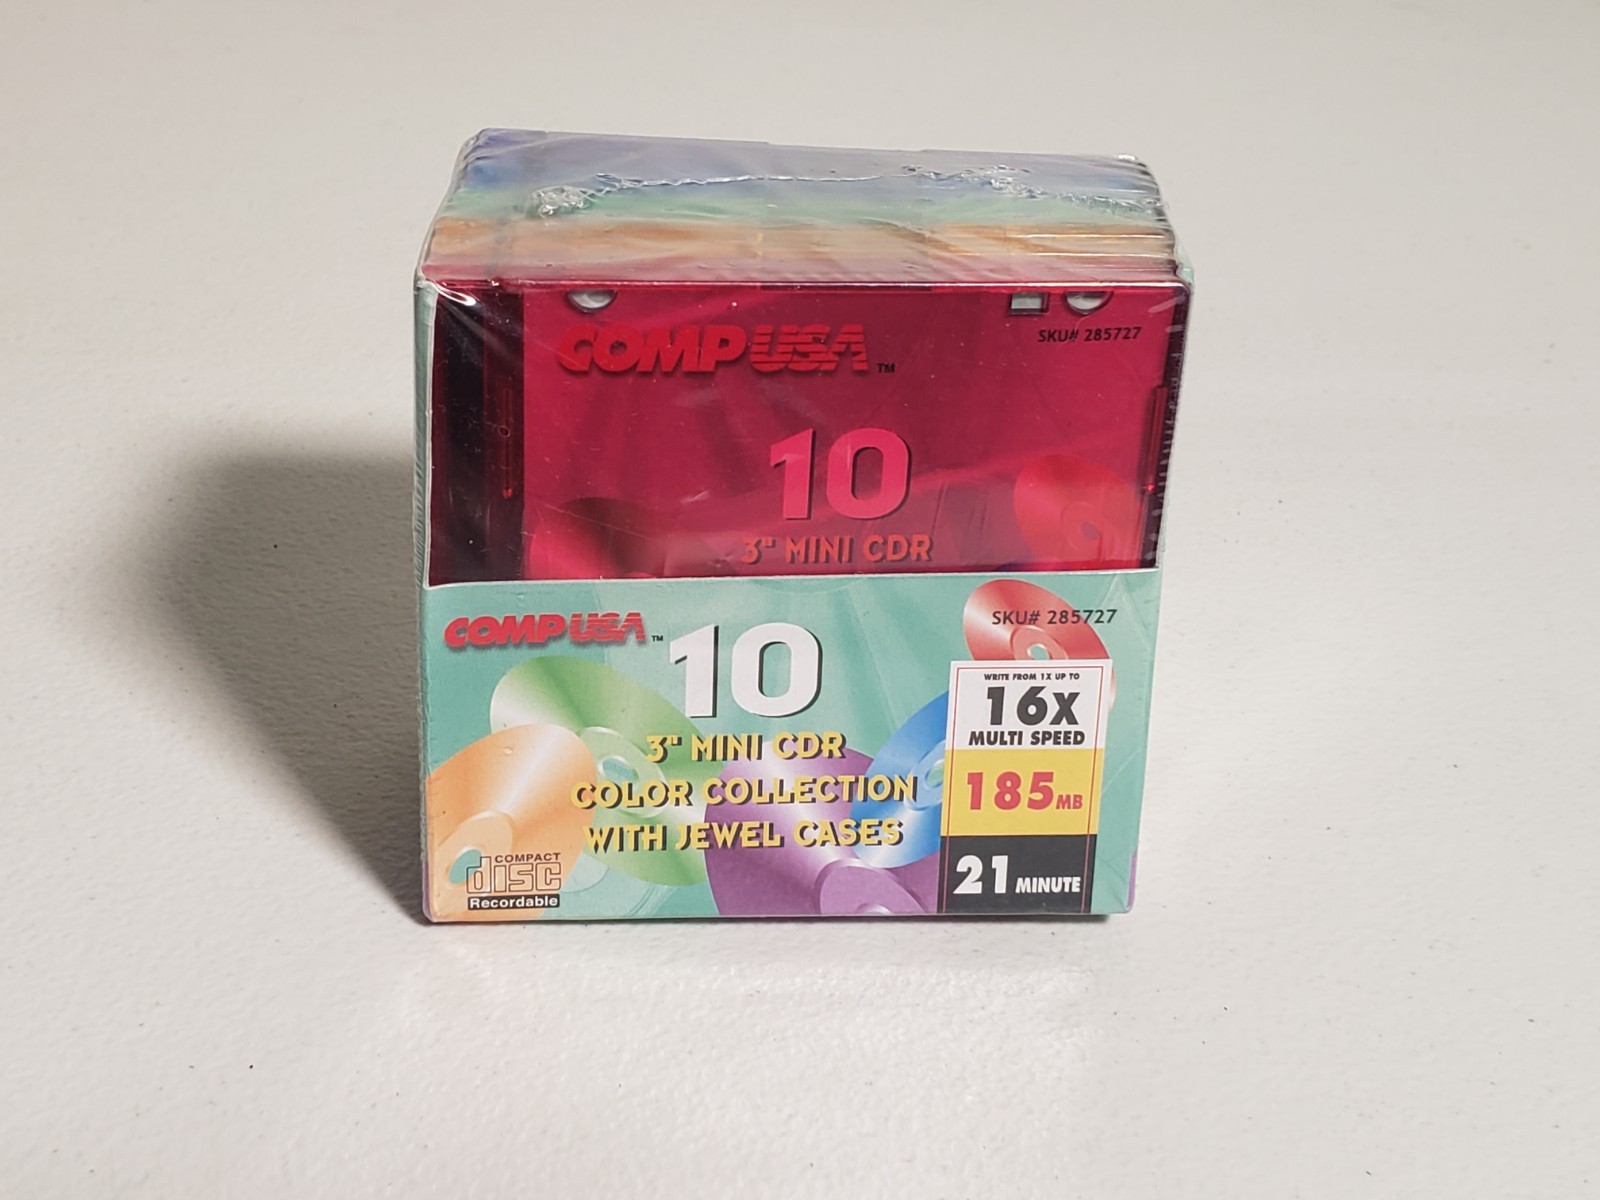 COMPUSA™
SKU# 285727
10
3" MINI CDR
COMPUSA™
SKU# 285727
10
3" MINI CDR
COLOR COLLECTION
WITH JEWEL CASES
WRITE FROM 1X UP TO
16X
MULTI SPEED
185MB
21 MINUTE
COMPACT
disc
Recordable